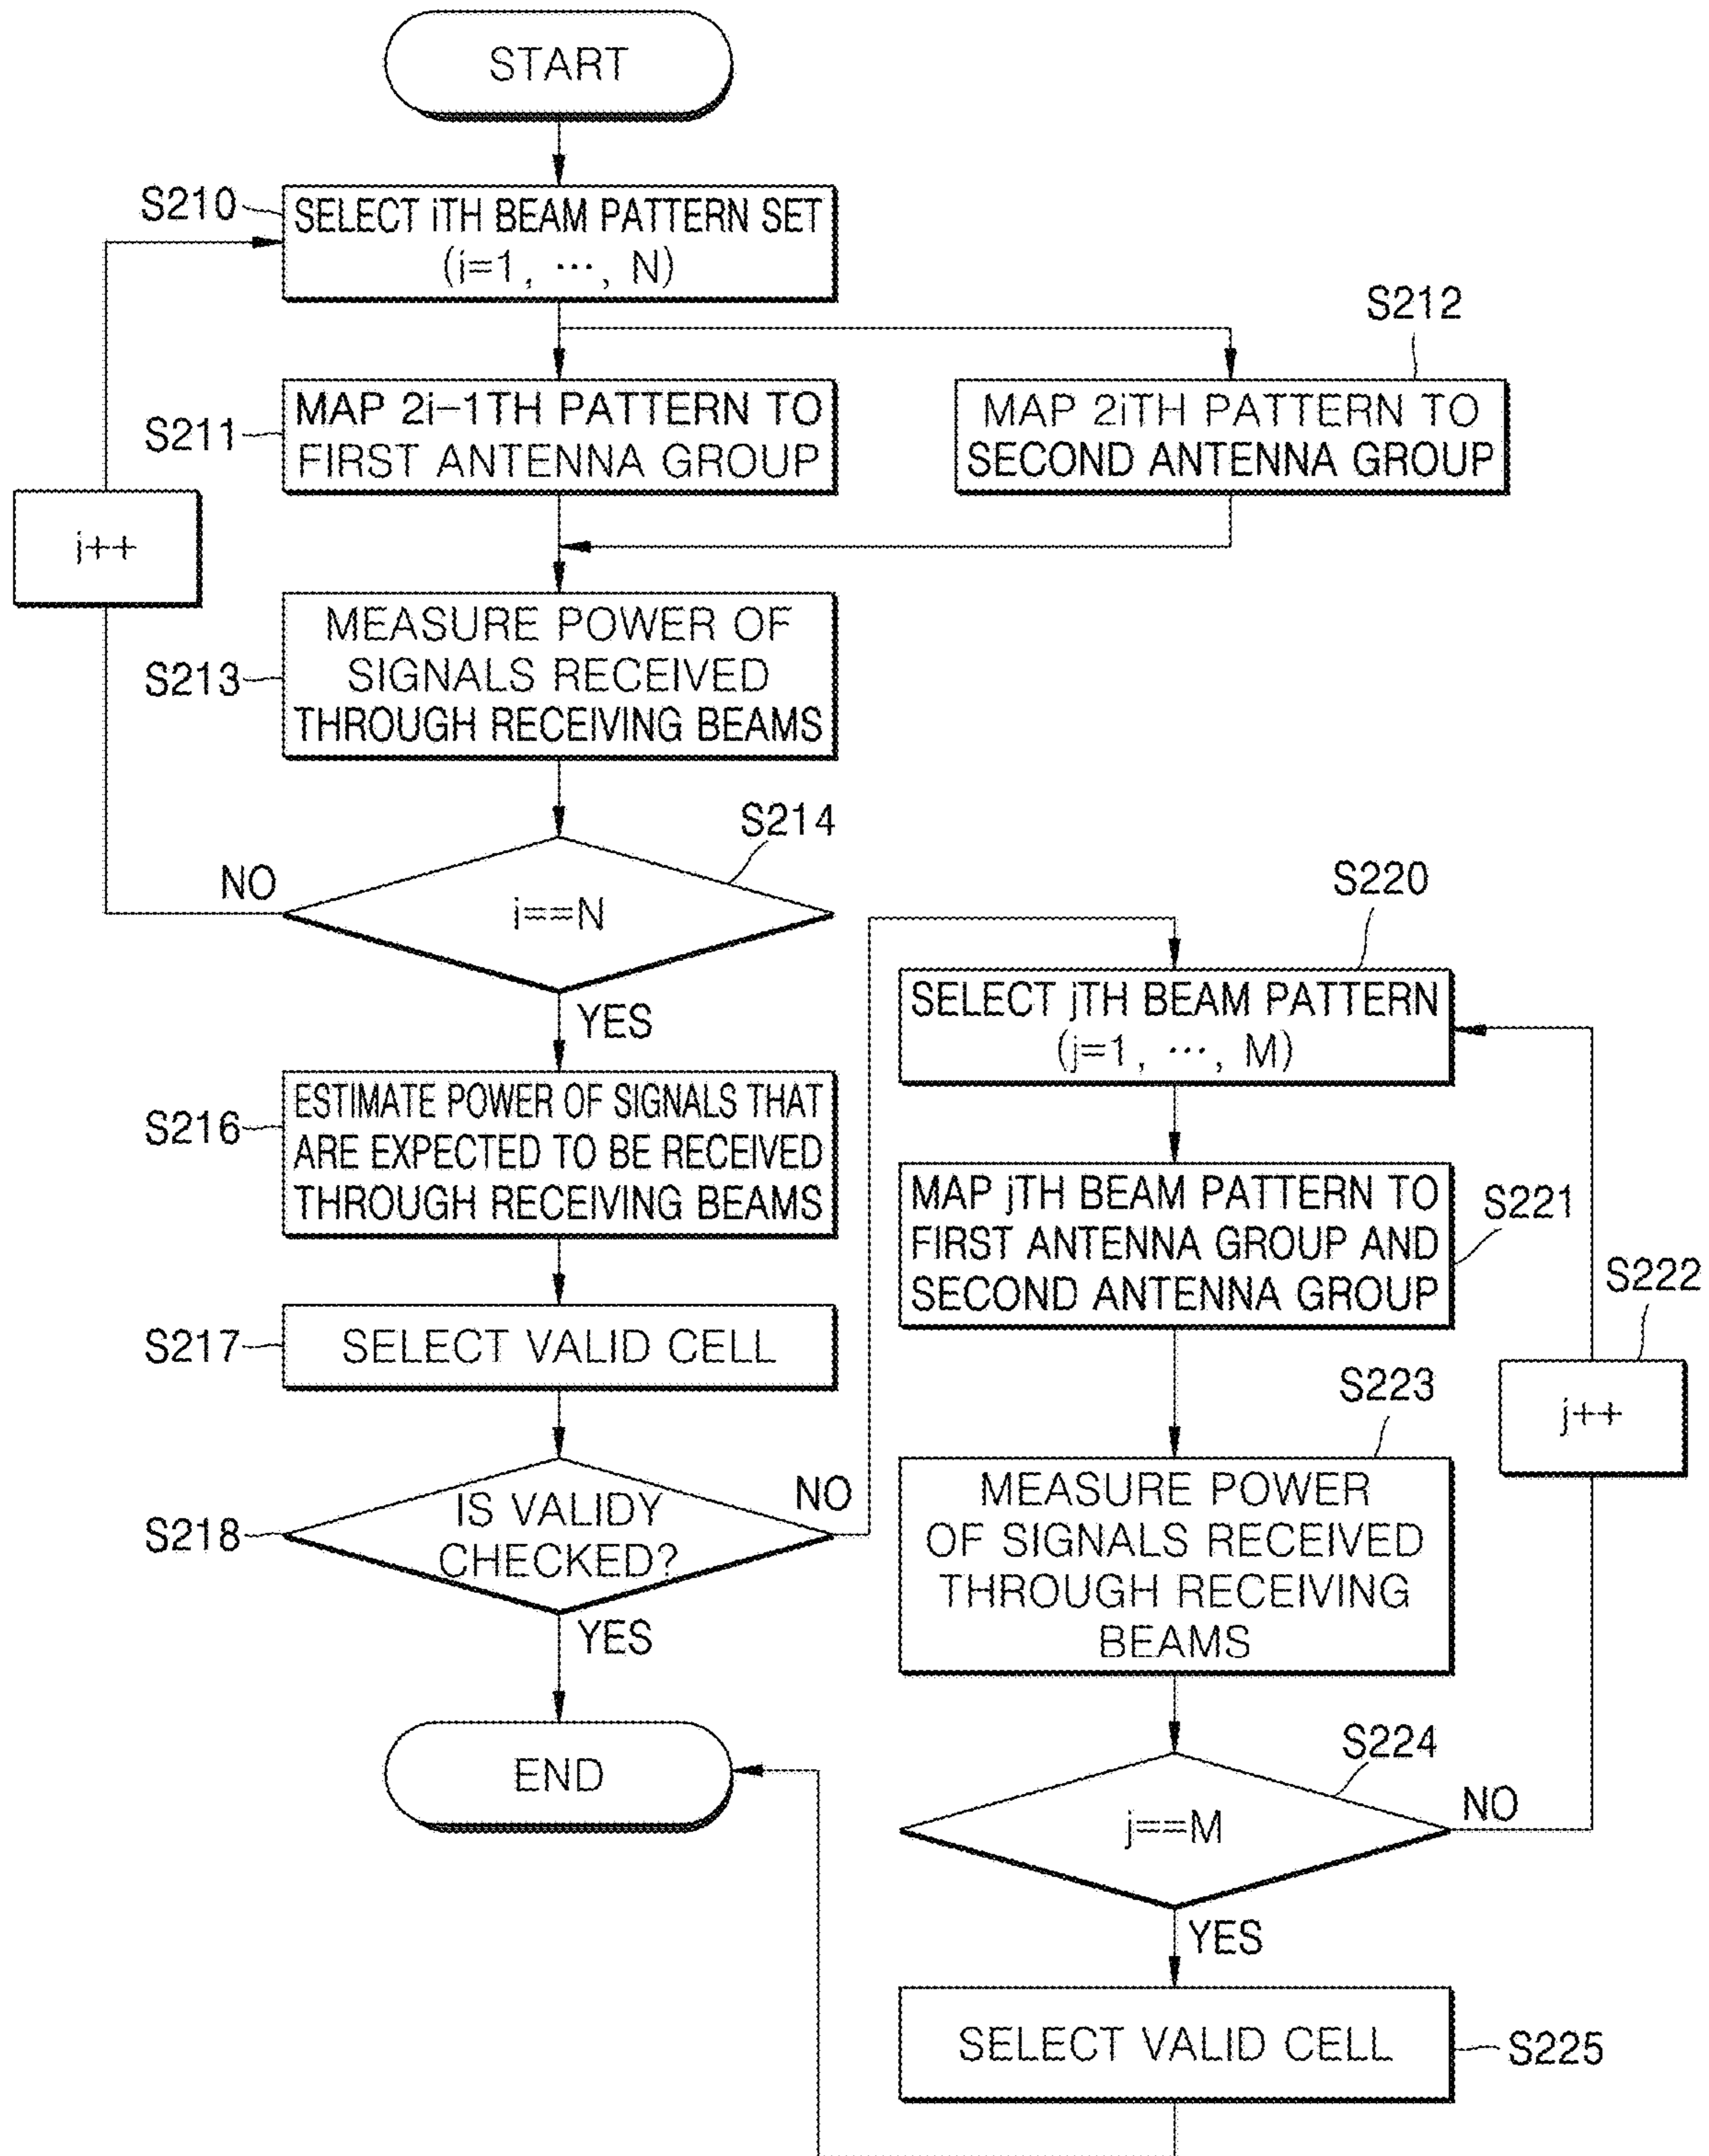 START
S210
SELECT iTH BEAM PATTERN SET
(i=1, ···, N)
S212
S211
MAP 2i–1TH PATTERN TO
FIRST ANTENNA GROUP
MAP 2iTH PATTERN TO
SECOND ANTENNA GROUP
j++
S213
MEASURE POWER OF
SIGNALS RECEIVED
THROUGH RECEIVING BEAMS
S214
NO
i==N
YES
S216
ESTIMATE POWER OF SIGNALS THAT
ARE EXPECTED TO BE RECEIVED
THROUGH RECEIVING BEAMS
S217
SELECT VALID CELL
S218
IS VALIDY
CHECKED?
NO
YES
END
S220
SELECT jTH BEAM PATTERN
(j=1, ···, M)
S221
MAP jTH BEAM PATTERN TO
FIRST ANTENNA GROUP AND
SECOND ANTENNA GROUP
S222
j++
S223
MEASURE POWER
OF SIGNALS RECEIVED
THROUGH RECEIVING
BEAMS
S224
j==M
NO
YES
SELECT VALID CELL
S225